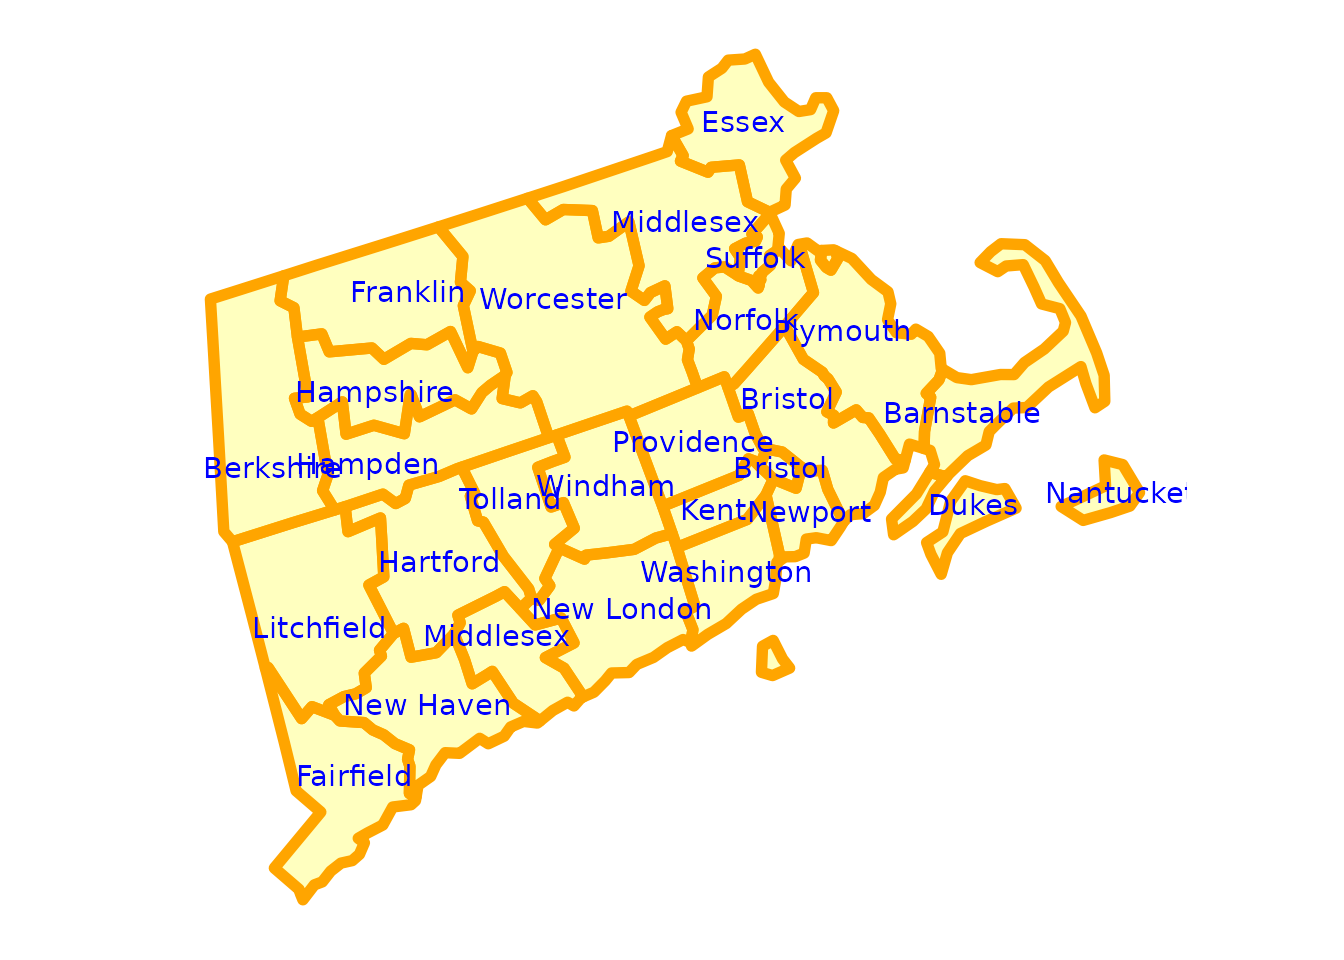 Essex
Middlesex
Suffolk
Franklin
Worcester
Norfolk
Plymouth
Hampshire
Bristol
Barnstable
Providence
Berkshire
Hampden
Bristol
Windham
Tolland
Nantucket
Dukes
Kent
Newport
Hartford
Washington
New London
Litchfield
Middlesex
New Haven
Fairfield